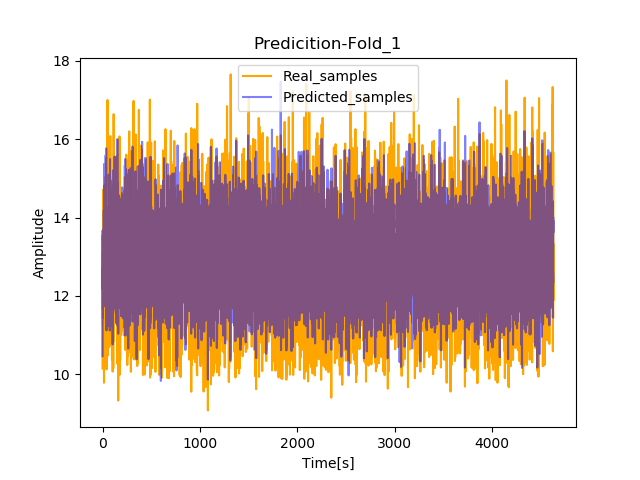 Predicition-Fold_1
18
Real_samples
Predicted_samples
16
14
12
10
Amplitude
0
1000
2000
3000
4000
Time[s]